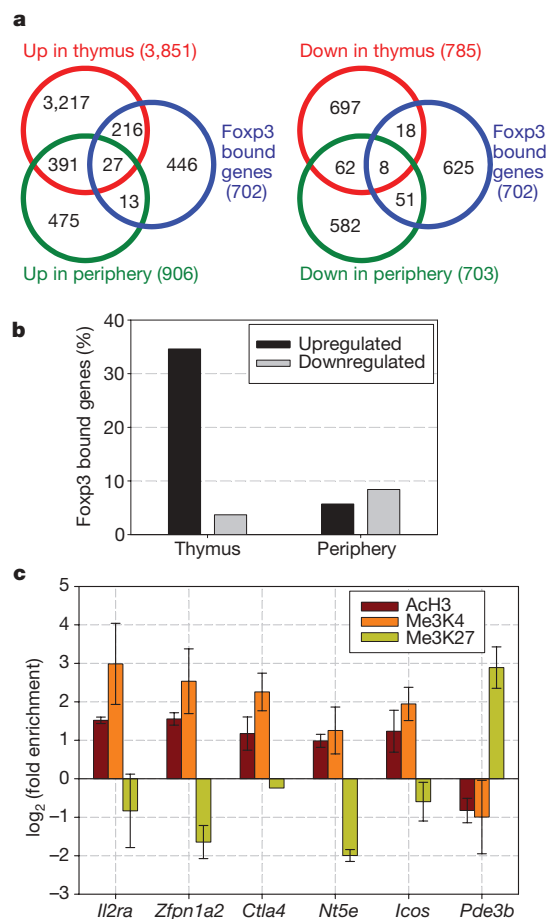 a
Up in thymus (3,851)
3,217
216
391
27
446
13
475
Foxp3
bound
genes
(702)
Up in periphery (906)
Down in thymus (785)
697
18
62
8
625
51
582
Foxp3
bound
genes
(702)
Down in periphery (703)
b
Foxp3 bound genes (%)
40
30
20
10
0
Upregulated
Downregulated
Thymus
Periphery
c
log2 (fold enrichment)
5
4
3
2
1
0
−1
−2
−3
AcH3
Me3K4
Me3K27
Il2ra
Zfpn1a2
Ctla4
Nt5e
Icos
Pde3b